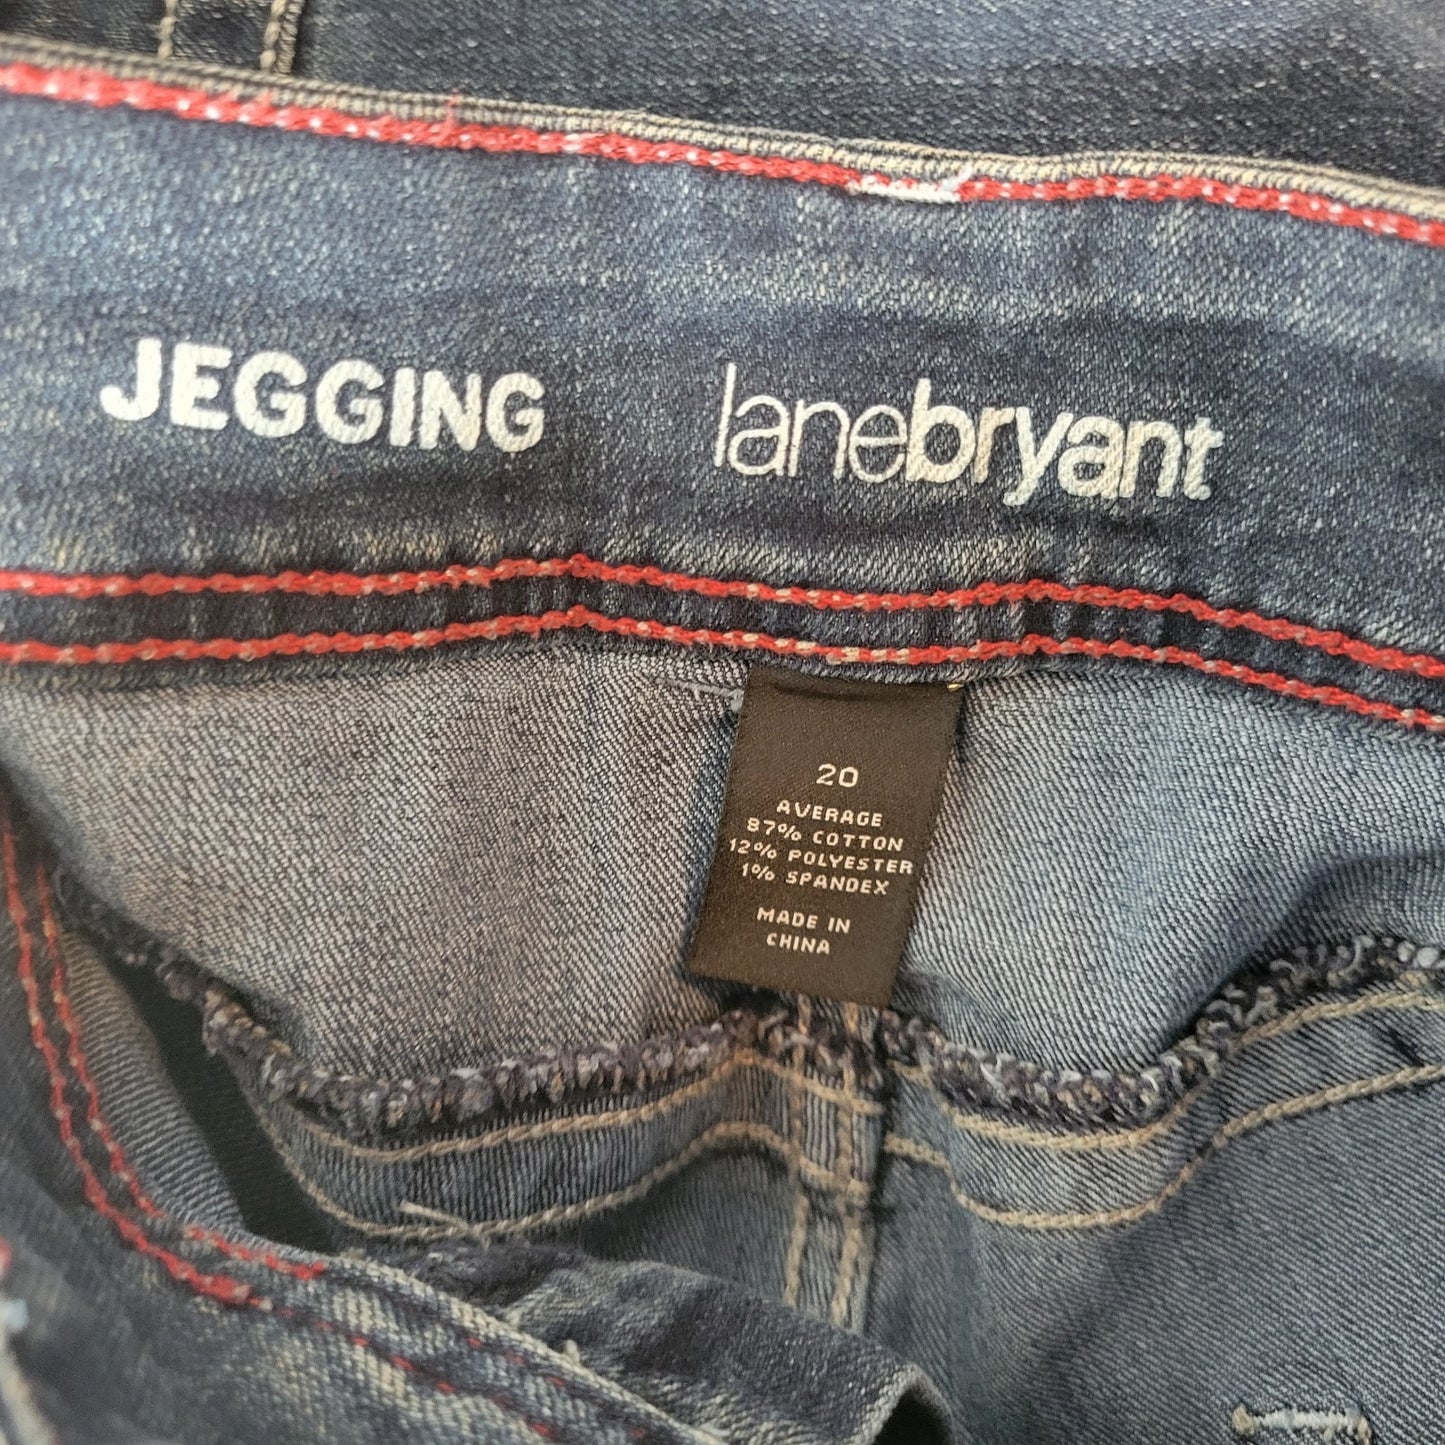 JEGGING
lanebryant
20
AVERAGE
87% COTTON
12% POLYESTER
1% SPANDEX
MADE IN
CHINA